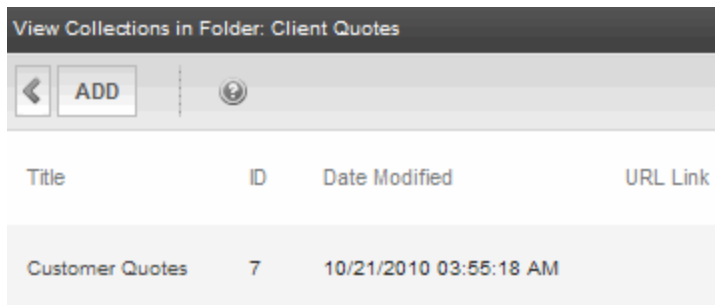 View Collections in Folder: Client Quotes
ADD
Title ID Date Modified URL Link
Customer Quotes 7 10/21/2010 03:55:18 AM